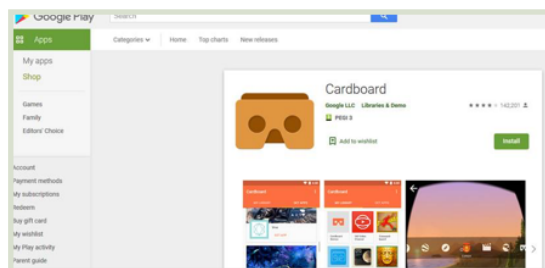 Google Play
Search
Apps
Categories
Home
Top charts
New releases
My apps
Shop
Games
Family
Editors' Choice
Account
Payment methods
My subscriptions
Redeem
Buy gift card
My wishlist
My Play activity
Parent guide
Cardboard
Google LLC Libraries & Demo
142,201
PEGI 3
Add to wishlist
Install
Cardboard
Cardboard